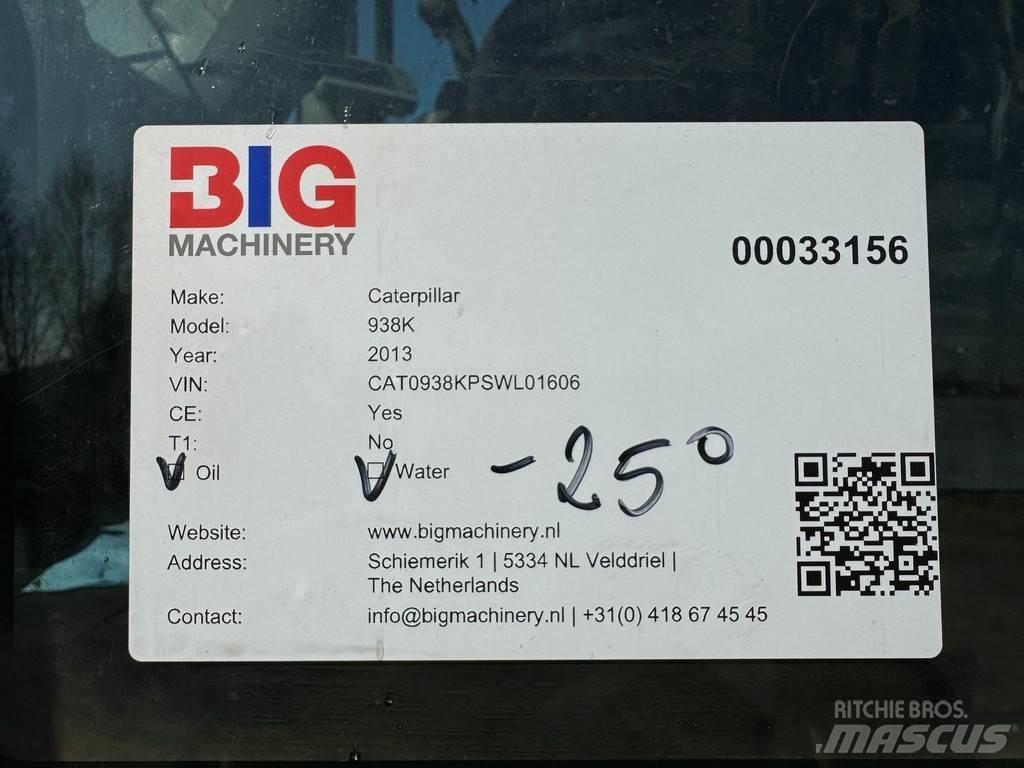 BIG
MACHINERY
00033156
Make: Caterpillar
Model: 938K
Year: 2013
VIN: CAT0938KPSWL01606
CE: Yes
T1: No
V Oil V Water -25°
Website: www.bigmachinery.nl
Address: Schiemerik 1 | 5334 NL Velddriel |
The Netherlands
Contact: info@bigmachinery.nl | +31(0) 418 67 45 45
RITCHIE BROS.
MASCUS